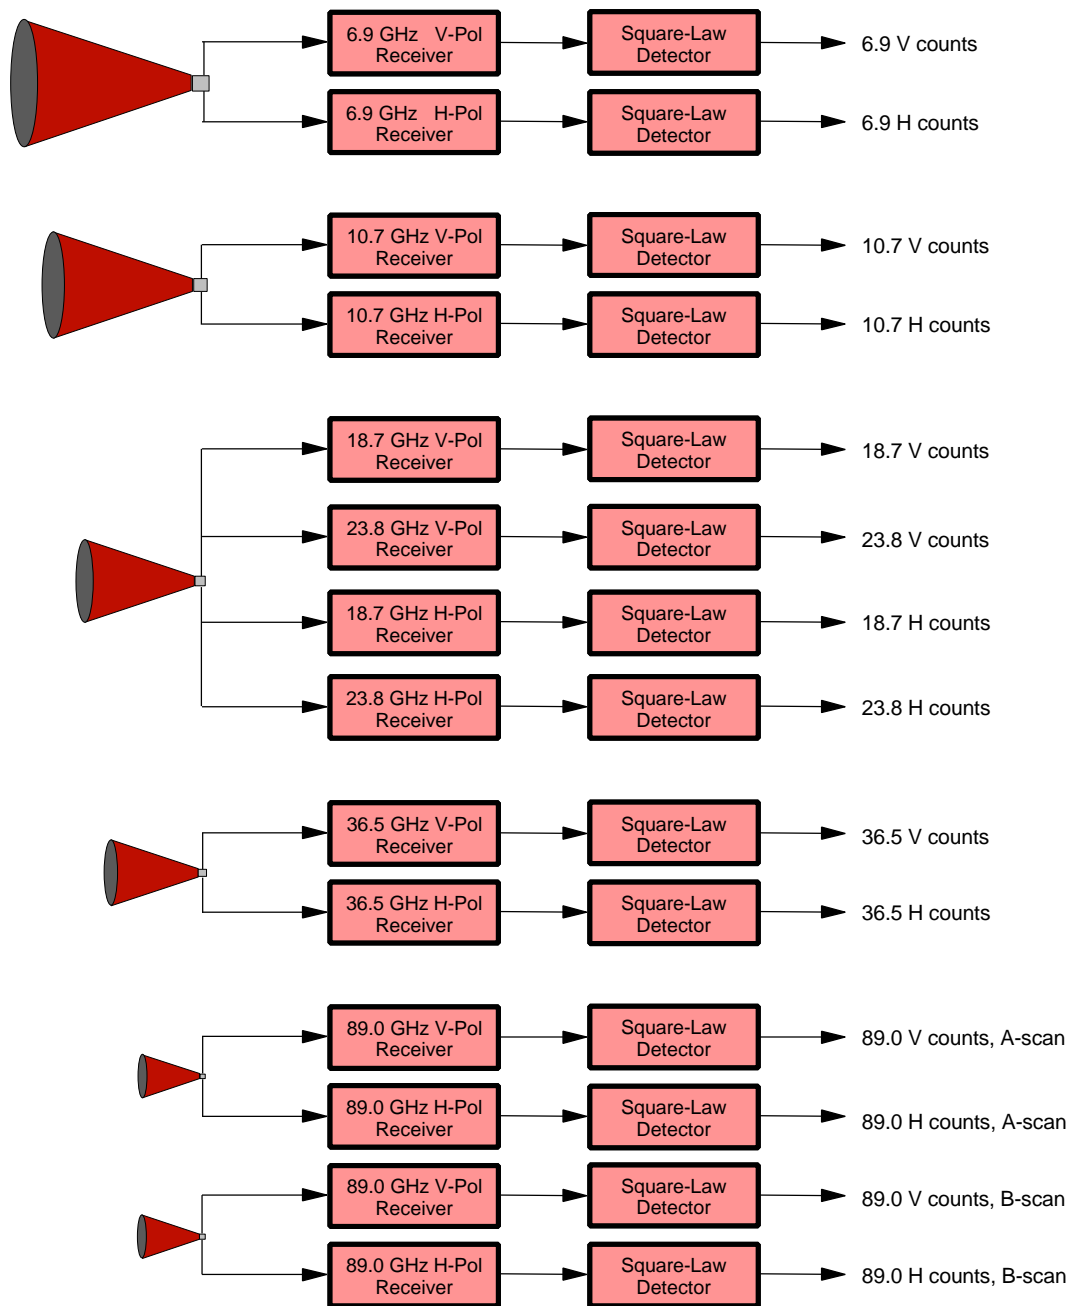 6.9 GHz V-Pol
Receiver
Square-Law
Detector
6.9 V counts
6.9 GHz H-Pol
Receiver
Square-Law
Detector
6.9 H counts
10.7 GHz V-Pol
Receiver
Square-Law
Detector
10.7 V counts
10.7 GHz H-Pol
Receiver
Square-Law
Detector
10.7 H counts
18.7 GHz V-Pol
Receiver
Square-Law
Detector
18.7 V counts
23.8 GHz V-Pol
Receiver
Square-Law
Detector
23.8 V counts
18.7 GHz H-Pol
Receiver
Square-Law
Detector
18.7 H counts
23.8 GHz H-Pol
Receiver
Square-Law
Detector
23.8 H counts
36.5 GHz V-Pol
Receiver
Square-Law
Detector
36.5 V counts
36.5 GHz H-Pol
Receiver
Square-Law
Detector
36.5 H counts
89.0 GHz V-Pol
Receiver
Square-Law
Detector
89.0 V counts, A-scan
89.0 GHz H-Pol
Receiver
Square-Law
Detector
89.0 H counts, A-scan
89.0 GHz V-Pol
Receiver
Square-Law
Detector
89.0 V counts, B-scan
89.0 GHz H-Pol
Receiver
Square-Law
Detector
89.0 H counts, B-scan